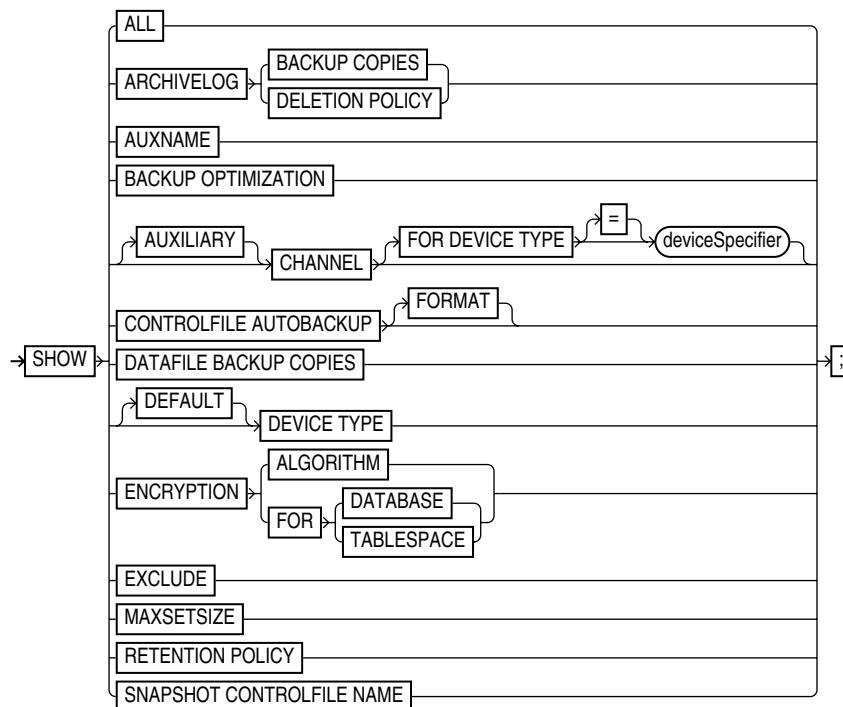 ALL
BACKUP COPIES
ARCHIVELOG
DELETION POLICY
AUXNAME
BACKUP OPTIMIZATION
=
AUXILIARY
FOR DEVICE TYPE
deviceSpecifier
CHANNEL
FORMAT
CONTROLFILE AUTOBACKUP
SHOW
DATAFILE BACKUP COPIES
;
DEFAULT
DEVICE TYPE
ALGORITHM
ENCRYPTION
DATABASE
FOR
TABLESPACE
EXCLUDE
MAXSETSIZE
RETENTION POLICY
SNAPSHOT CONTROLFILE NAME